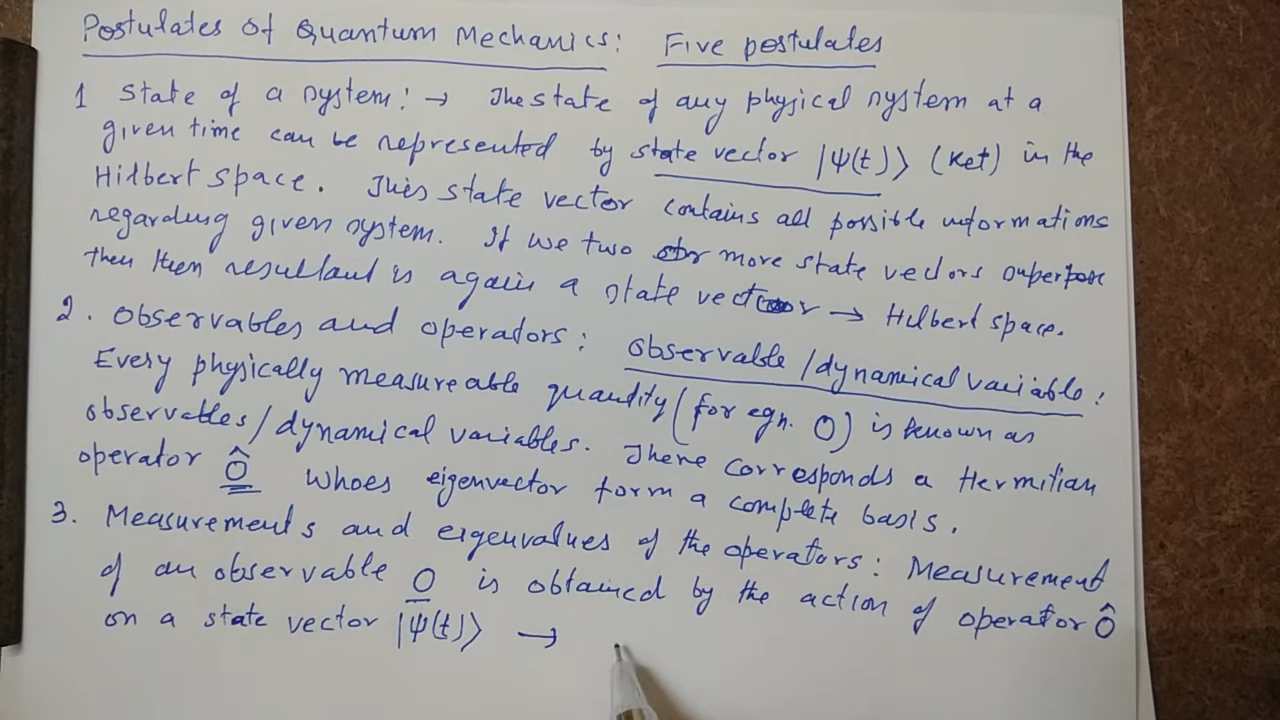 Postulates of Quantum Mechanics: Five postulates
1 State of a system: → The state of any physical system at a
given time can be represented by state vector |ψ(t)⟩ (Ket) in the
Hilbert space. This state vector contains all possible informations
regarding given system. If we two or more state vectors superpose
then then resultant is again a state vector → Hilbert space.
2. Observables and operators: observable/dynamical variable:
Every physically measureable quantity (for egn. O) is known as
observables/dynamical variables. There corresponds a Hermitian
operator Ô whoes eigenvector form a complete basis.
3. Measurements and eigenvalues of the operators: Measurement
of an observable O is obtained by the action of operator Ô
on a state vector |ψ(t)⟩ →